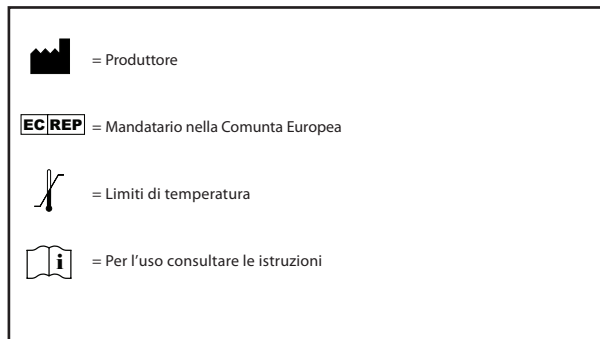 = Produttore
EC REP = Mandatario nella Comunta Europea
= Limiti di temperatura
i = Per l'uso consultare le istruzioni